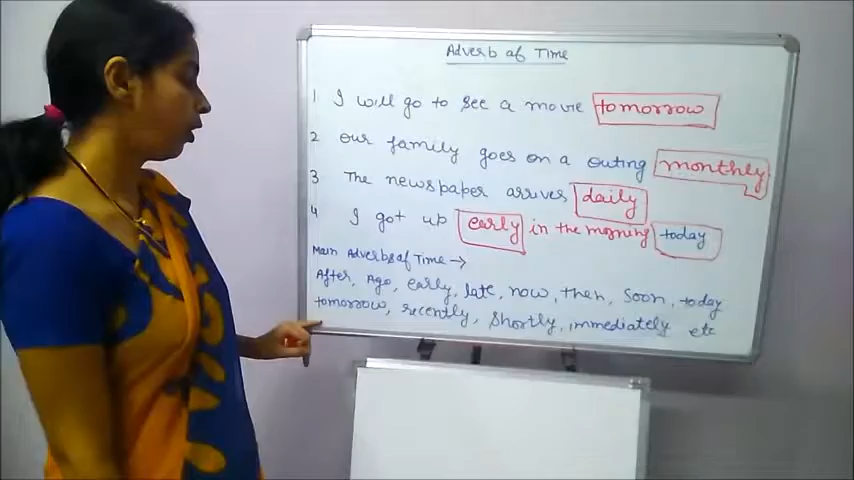 Adverb of Time
1 I will go to see a movie tomorrow
2 our family goes on a outing monthly
3 The newspaper arrives daily
4 I got up early in the morning today
Main Adverbs of Time →
After, Ago, early, late, now, then, soon, today
tomorrow, recently, shortly, immediately etc